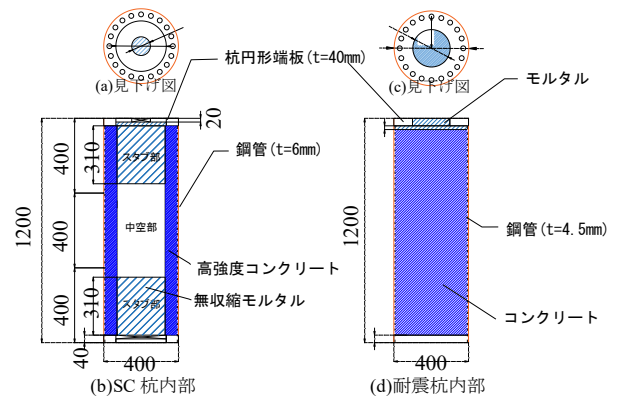 (a)見下げ図
杭円形端板(t=40mm)
(c)見下げ図
モルタル
20
400
310
スタブ部
鋼管(t=6mm)
1200
400
中空部
1200
鋼管(t=4.5mm)
高強度コンクリート
400
310
スタブ部
無収縮モルタル
コンクリート
40
400
400
(b)SC 杭内部
(d)耐震杭内部